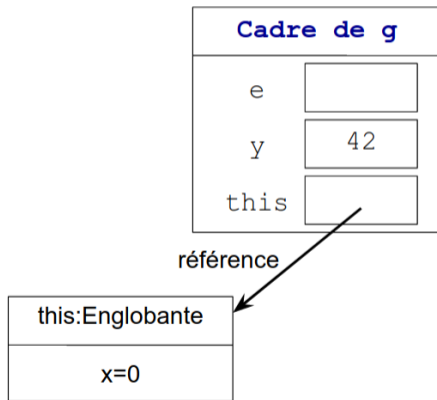 Cadre de g
e
y 42
this
référence
this:Englobante
x=0